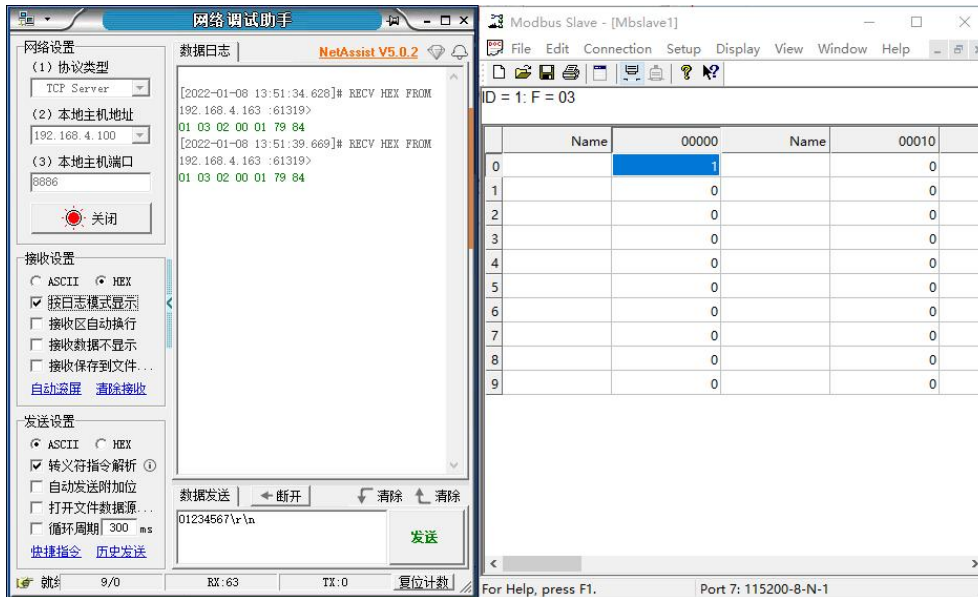 网络调试助手
网络设置
(1) 协议类型
TCP Server
(2) 本地主机地址
192.168.4.100
(3) 本地主机端口
8886
关闭
接收设置
ASCII HEX
按日志模式显示
接收区自动换行
接收数据不显示
接收保存到文件...
自动滚屏 清除接收
发送设置
ASCII HEX
转义符指令解析
自动发送附加位
打开文件数据源...
循环周期 300 ms
快捷指令 历史发送
数据日志 NetAssist V5.0.2
[2022-01-08 13:51:34.628]# RECV HEX FROM
192.168.4.163 :61319>
01 03 02 00 01 79 84
[2022-01-08 13:51:39.669]# RECV HEX FROM
192.168.4.163 :61319>
01 03 02 00 01 79 84
数据发送 断开 清除 清除
01234567\r\n
发送
9/0 RX:63 TX:0 复位计数
Modbus Slave - [Mbslave1]
File Edit Connection Setup Display View Window Help
ID = 1: F = 03
Name 00000 Name 00010
0 1 0
1 0 0
2 0 0
3 0 0
4 0 0
5 0 0
6 0 0
7 0 0
8 0 0
9 0 0
For Help, press F1. Port 7: 115200-8-N-1